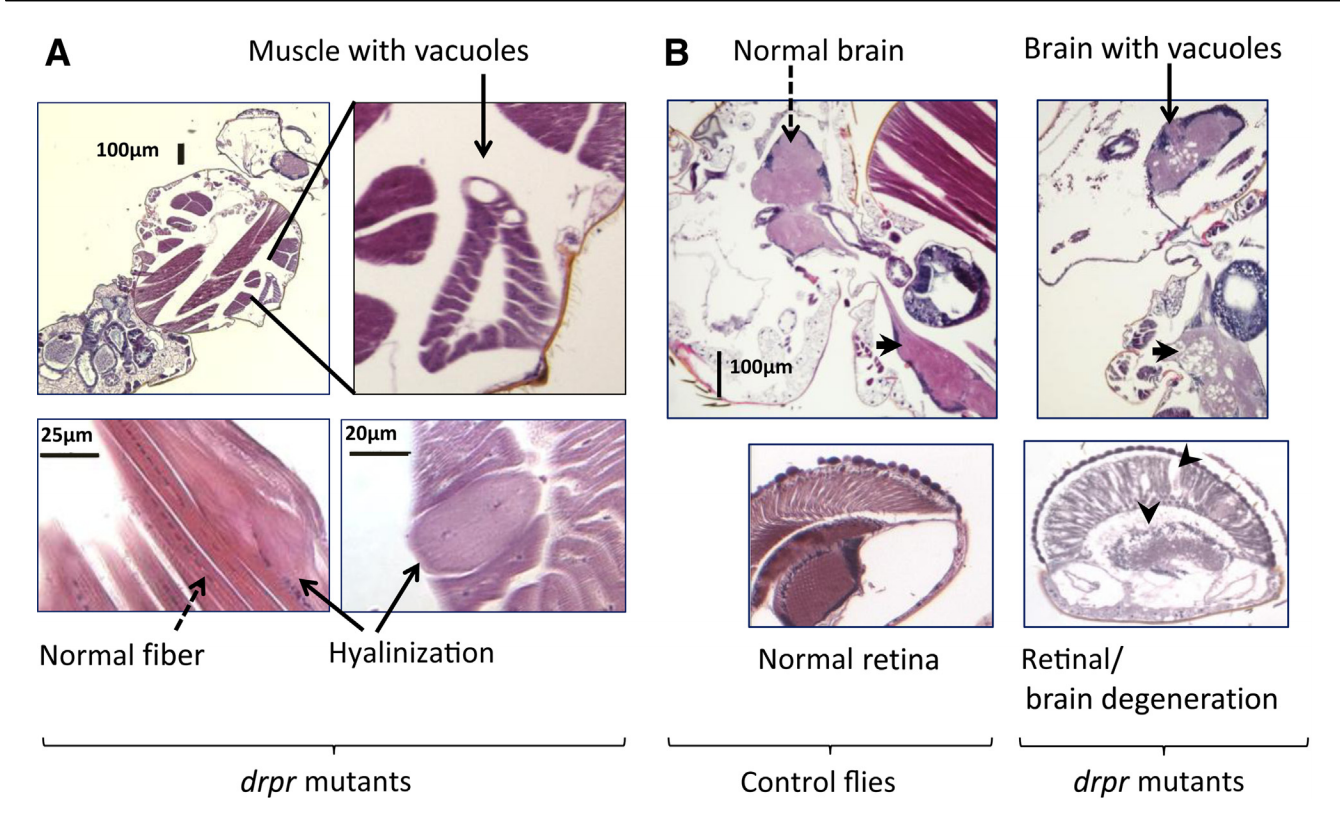 A
Muscle with vacuoles
100µm
25µm
20µm
Normal fiber
Hyalinization
drpr mutants
B
Normal brain
Brain with vacuoles
100µm
Normal retina
Retinal/
brain degeneration
Control flies
drpr mutants